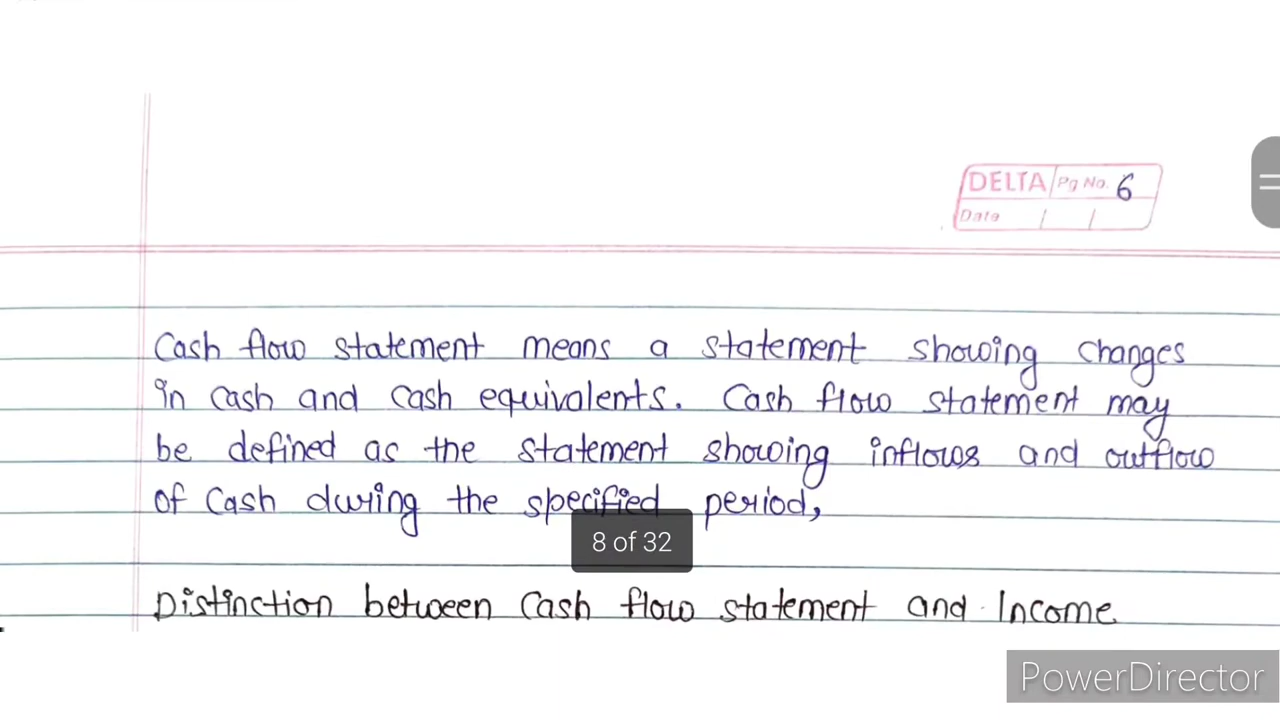 DELTA Pg No. 6
Date
Cash flow statement means a statement showing changes
in cash and cash equivalents. Cash flow statement may
be defined as the statement showing inflows and outflow
of cash during the specified period,
8 of 32
Distinction between Cash flow statement and Income
PowerDirector